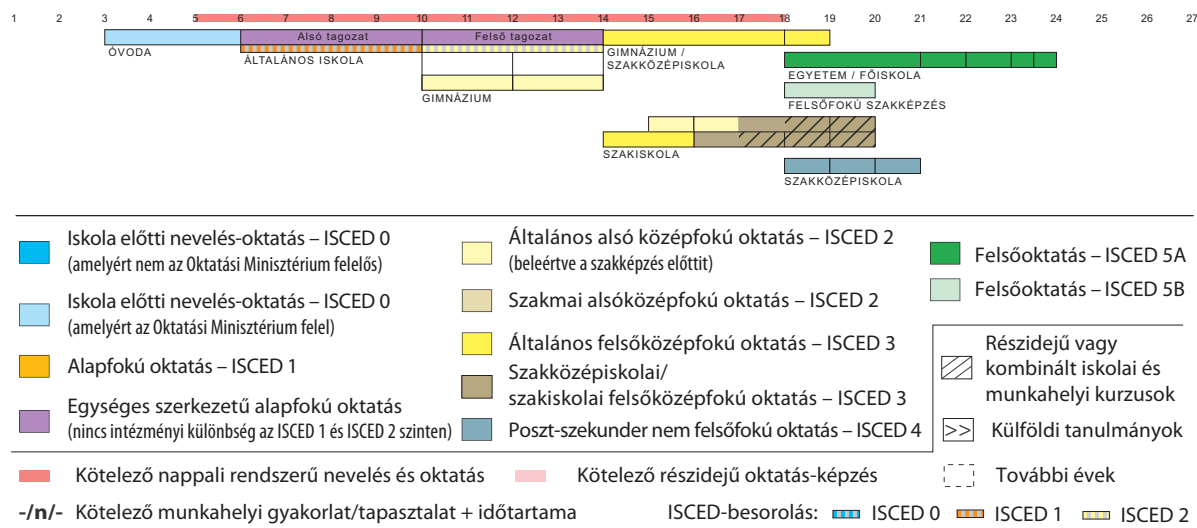 1 2 3 4 5 6 7 8 9 10 11 12 13 14 15 16 17 18 19 20 21 22 23 24 25 26 27
Alsó tagozat
Felső tagozat
ÓVODA
ÁLTALÁNOS ISKOLA
GIMNÁZIUM /
SZAKKÖZÉPISKOLA
EGYETEM / FŐISKOLA
GIMNÁZIUM
FELSŐFOKÚ SZAKKÉPZÉS
SZAKISKOLA
SZAKKÖZÉPISKOLA
Iskola előtti nevelés-oktatás – ISCED 0
(amelyért nem az Oktatási Minisztérium felelős)
Iskola előtti nevelés-oktatás – ISCED 0
(amelyért az Oktatási Minisztérium felel)
Alapfokú oktatás – ISCED 1
Egységes szerkezetű alapfokú oktatás
(nincs intézményi különbség az ISCED 1 és ISCED 2 szinten)
Általános alsó középfokú oktatás – ISCED 2
(beleértve a szakképzés előttit)
Szakmai alsóközépfokú oktatás – ISCED 2
Általános felsőközépfokú oktatás – ISCED 3
Szakközépiskolai/
szakiskolai felsőközépfokú oktatás – ISCED 3
Poszt-szekunder nem felsőfokú oktatás – ISCED 4
Felsőoktatás – ISCED 5A
Felsőoktatás – ISCED 5B
Részidejű vagy
kombinált iskolai és
munkahelyi kurzusok
>> Külföldi tanulmányok
Kötelező nappali rendszerű nevelés és oktatás
Kötelező részidejű oktatás-képzés
További évek
-/n/- Kötelező munkahelyi gyakorlat/tapasztalat + időtartama
ISCED-besorolás: ISCED 0 ISCED 1 ISCED 2